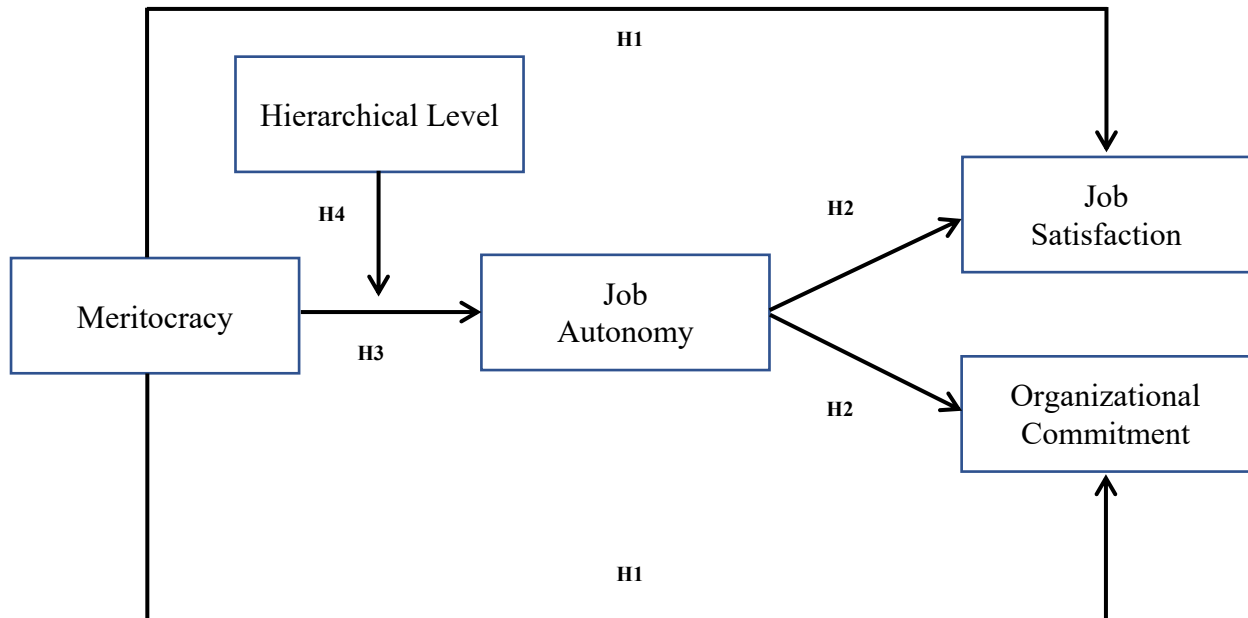 H1
Hierarchical Level
H4
H2
Job
Satisfaction
Meritocracy
H3
Job
Autonomy
H2
Organizational
Commitment
H1